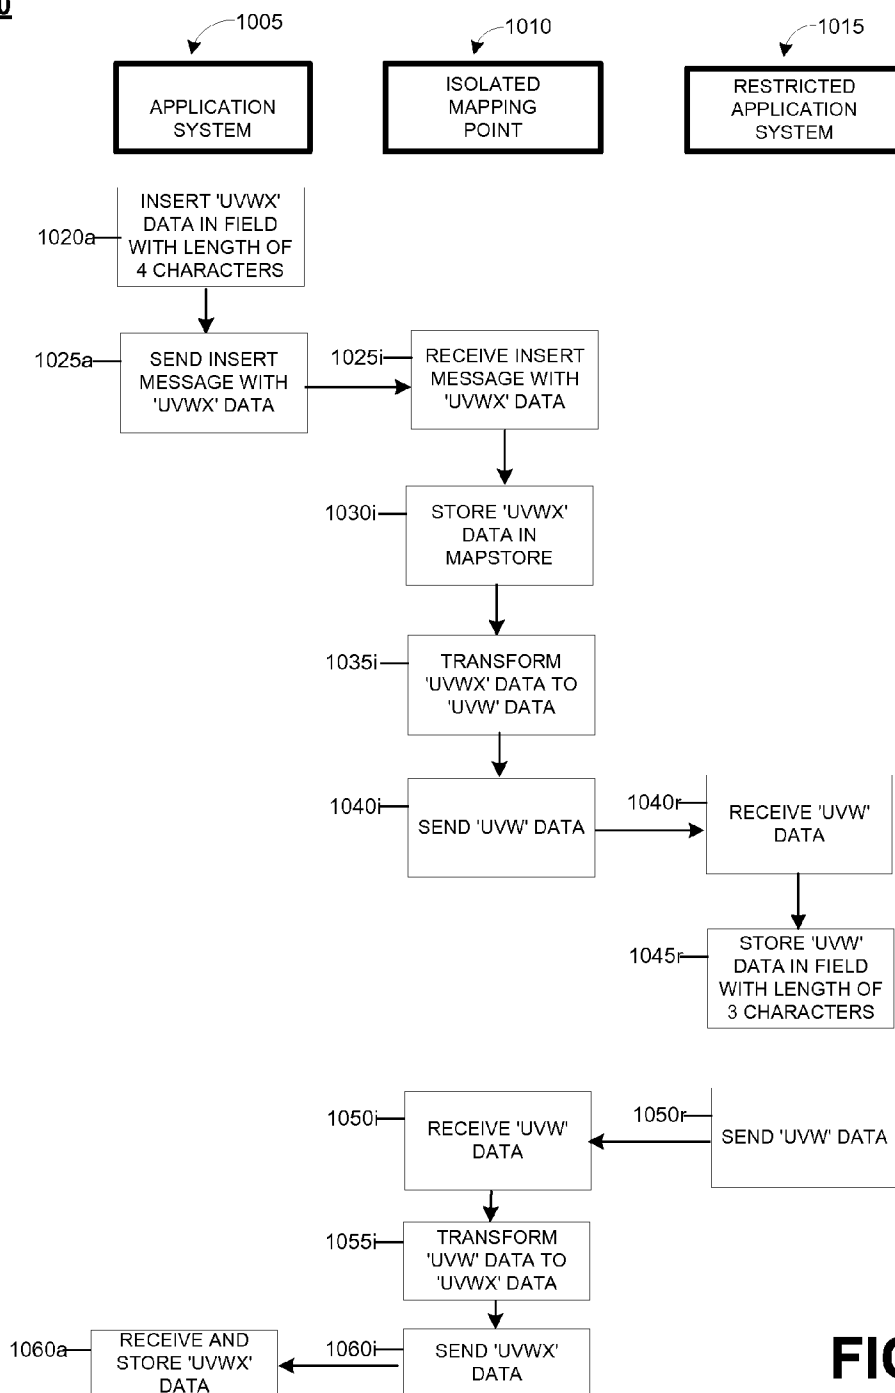 0
1005
1010
1015
APPLICATION
SYSTEM
ISOLATED
MAPPING
POINT
RESTRICTED
APPLICATION
SYSTEM
1020a
INSERT 'UVWX'
DATA IN FIELD
WITH LENGTH OF
4 CHARACTERS
1025a
SEND INSERT
MESSAGE WITH
'UVWX' DATA
1025i
RECEIVE INSERT
MESSAGE WITH
'UVWX' DATA
1030i
STORE 'UVWX'
DATA IN
MAPSTORE
1035i
TRANSFORM
'UVWX' DATA TO
'UVW' DATA
1040i
SEND 'UVW' DATA
1040r
RECEIVE 'UVW'
DATA
1045r
STORE 'UVW'
DATA IN FIELD
WITH LENGTH OF
3 CHARACTERS
1050i
RECEIVE 'UVW'
DATA
1050r
SEND 'UVW' DATA
1055i
TRANSFORM
'UVW' DATA TO
'UVWX' DATA
1060a
RECEIVE AND
STORE 'UVWX'
DATA
1060i
SEND 'UVWX'
DATA
FIG